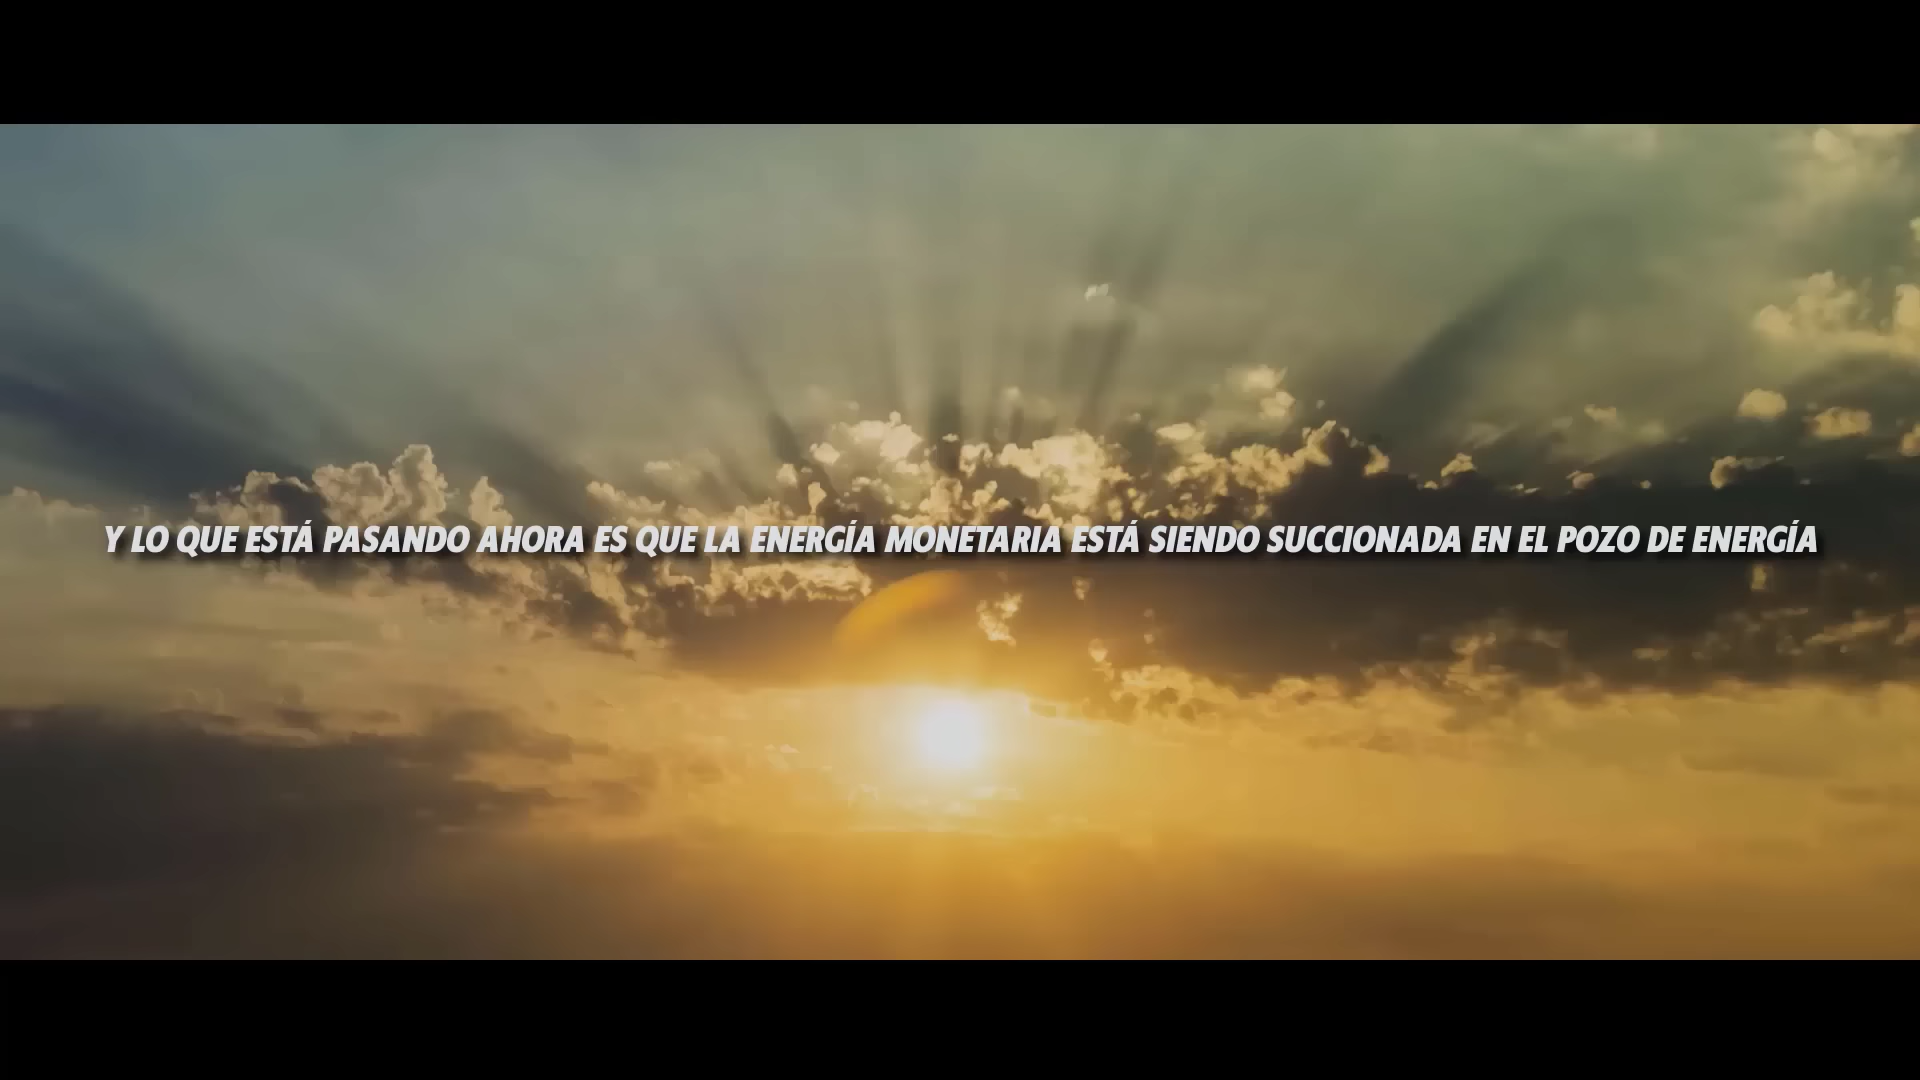 Y LO QUE ESTÁ PASANDO AHORA ES QUE LA ENERGÍA MONETARIA ESTÁ SIENDO SUCCIONADA EN EL POZO DE ENERGÍA